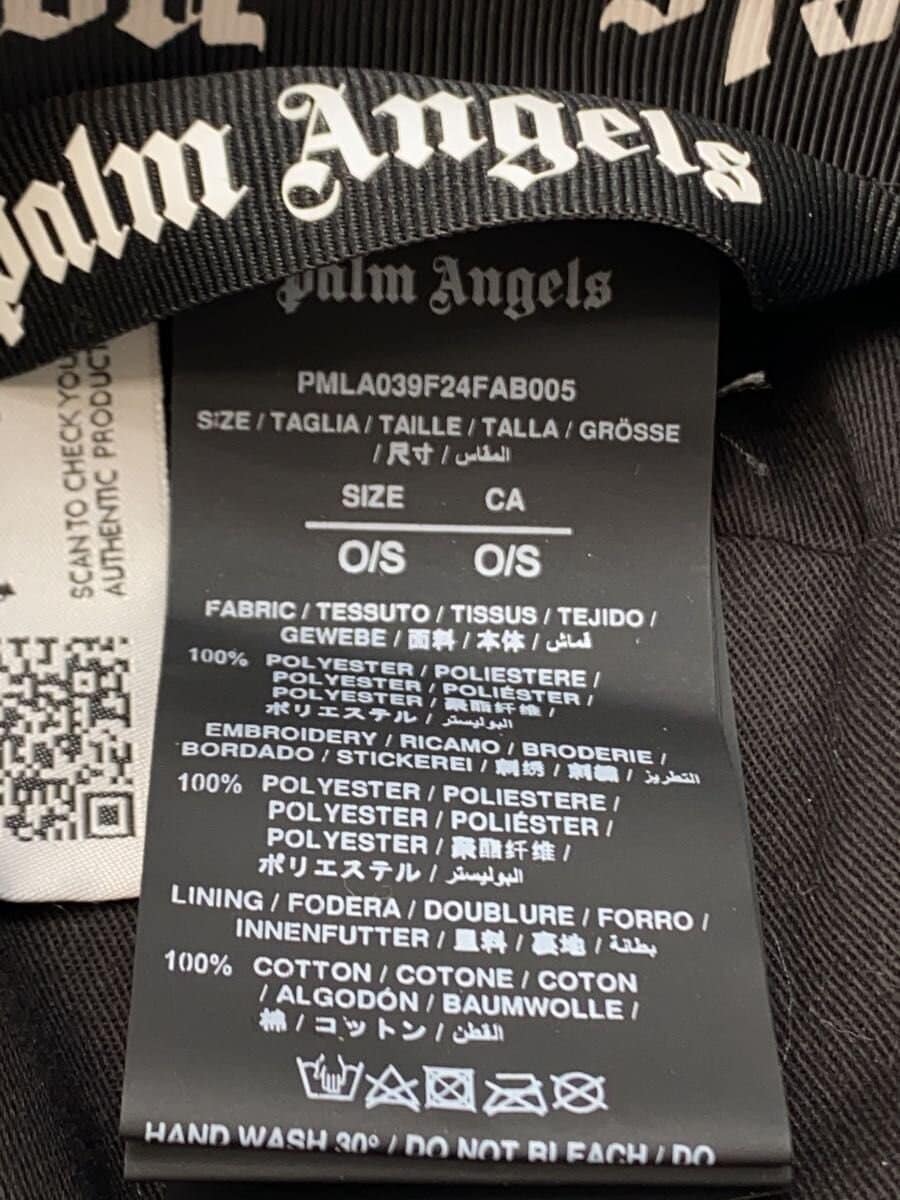 palm Angels
palm Angels
SCAN TO CHECK YOU
AUTHENTIC PRODUCT
PMLA039F24FAB005
SIZE / TAGLIA / TAILLE / TALLA / GRÖSSE
/ 尺寸 / المقاس
SIZE CA
O/S O/S
FABRIC / TESSUTO / TISSUS / TEJIDO /
GEWEBE / 面料 / 本体 / قماش
100% POLYESTER / POLIESTERE /
POLYESTER / POLIÉSTER /
POLYESTER / 聚酯纤维 /
ポリエステル / البوليستر
EMBROIDERY / RICAMO / BRODERIE /
BORDADO / STICKEREI / 刺绣 / 刺繍 / التطريز
100% POLYESTER / POLIESTERE /
POLYESTER / POLIÉSTER /
POLYESTER / 聚酯纤维 /
ポリエステル / البوليستر
LINING / FODERA / DOUBLURE / FORRO /
INNENFUTTER / 里料 / 裏地 / بطانة
100% COTTON / COTONE / COTON
/ ALGODÓN / BAUMWOLLE /
棉 / コットン / القطن
HAND WASH 30° / DO NOT BLEACH / DO